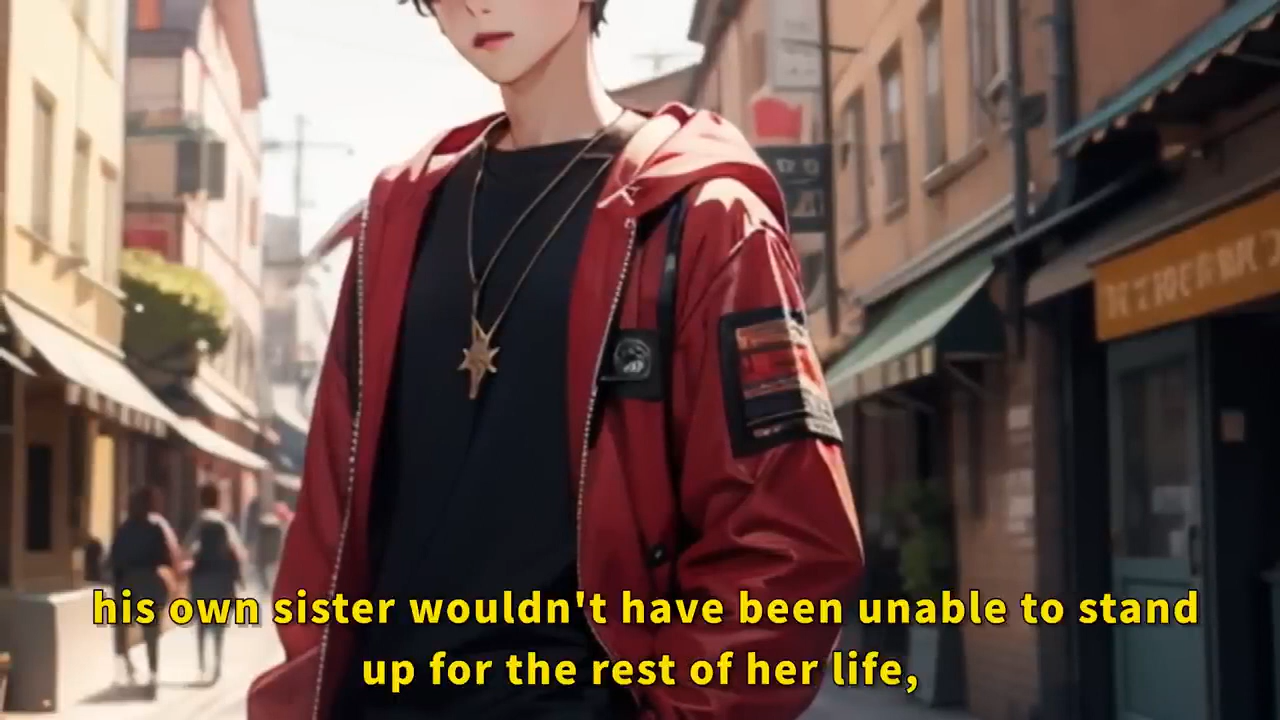 his own sister wouldn't have been unable to stand
up for the rest of her life,